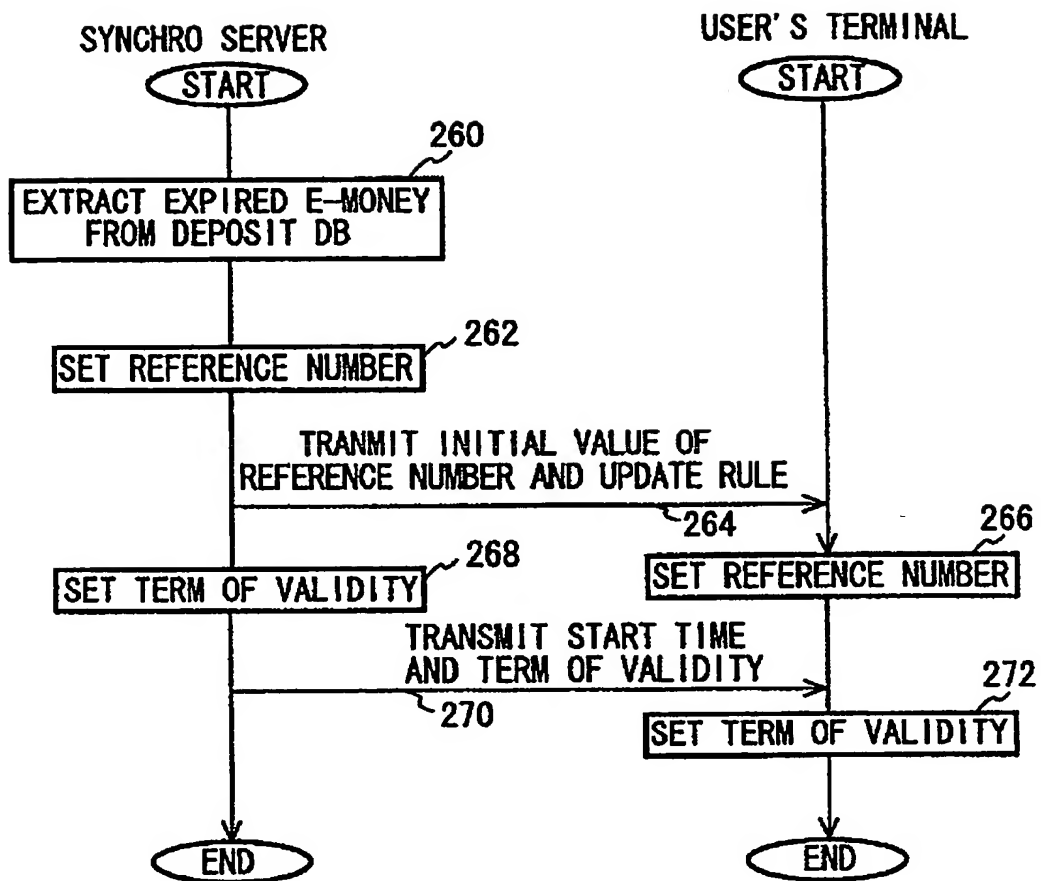 SYNCHRO SERVER
USER'S TERMINAL
START
START
260
EXTRACT EXPIRED E-MONEY
FROM DEPOSIT DB
262
SET REFERENCE NUMBER
TRANMIT INITIAL VALUE OF
REFERENCE NUMBER AND UPDATE RULE
264
266
268
SET TERM OF VALIDITY
SET REFERENCE NUMBER
TRANSMIT START TIME
AND TERM OF VALIDITY
270
272
SET TERM OF VALIDITY
END
END